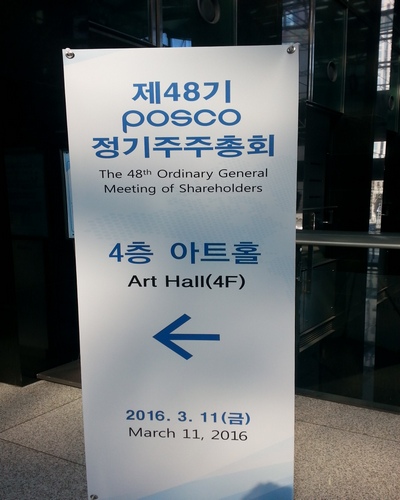 제48기
posco
정기주주총회
The 48th Ordinary General
Meeting of Shareholders
4층 아트홀
Art Hall(4F)
2016. 3. 11(금)
March 11, 2016